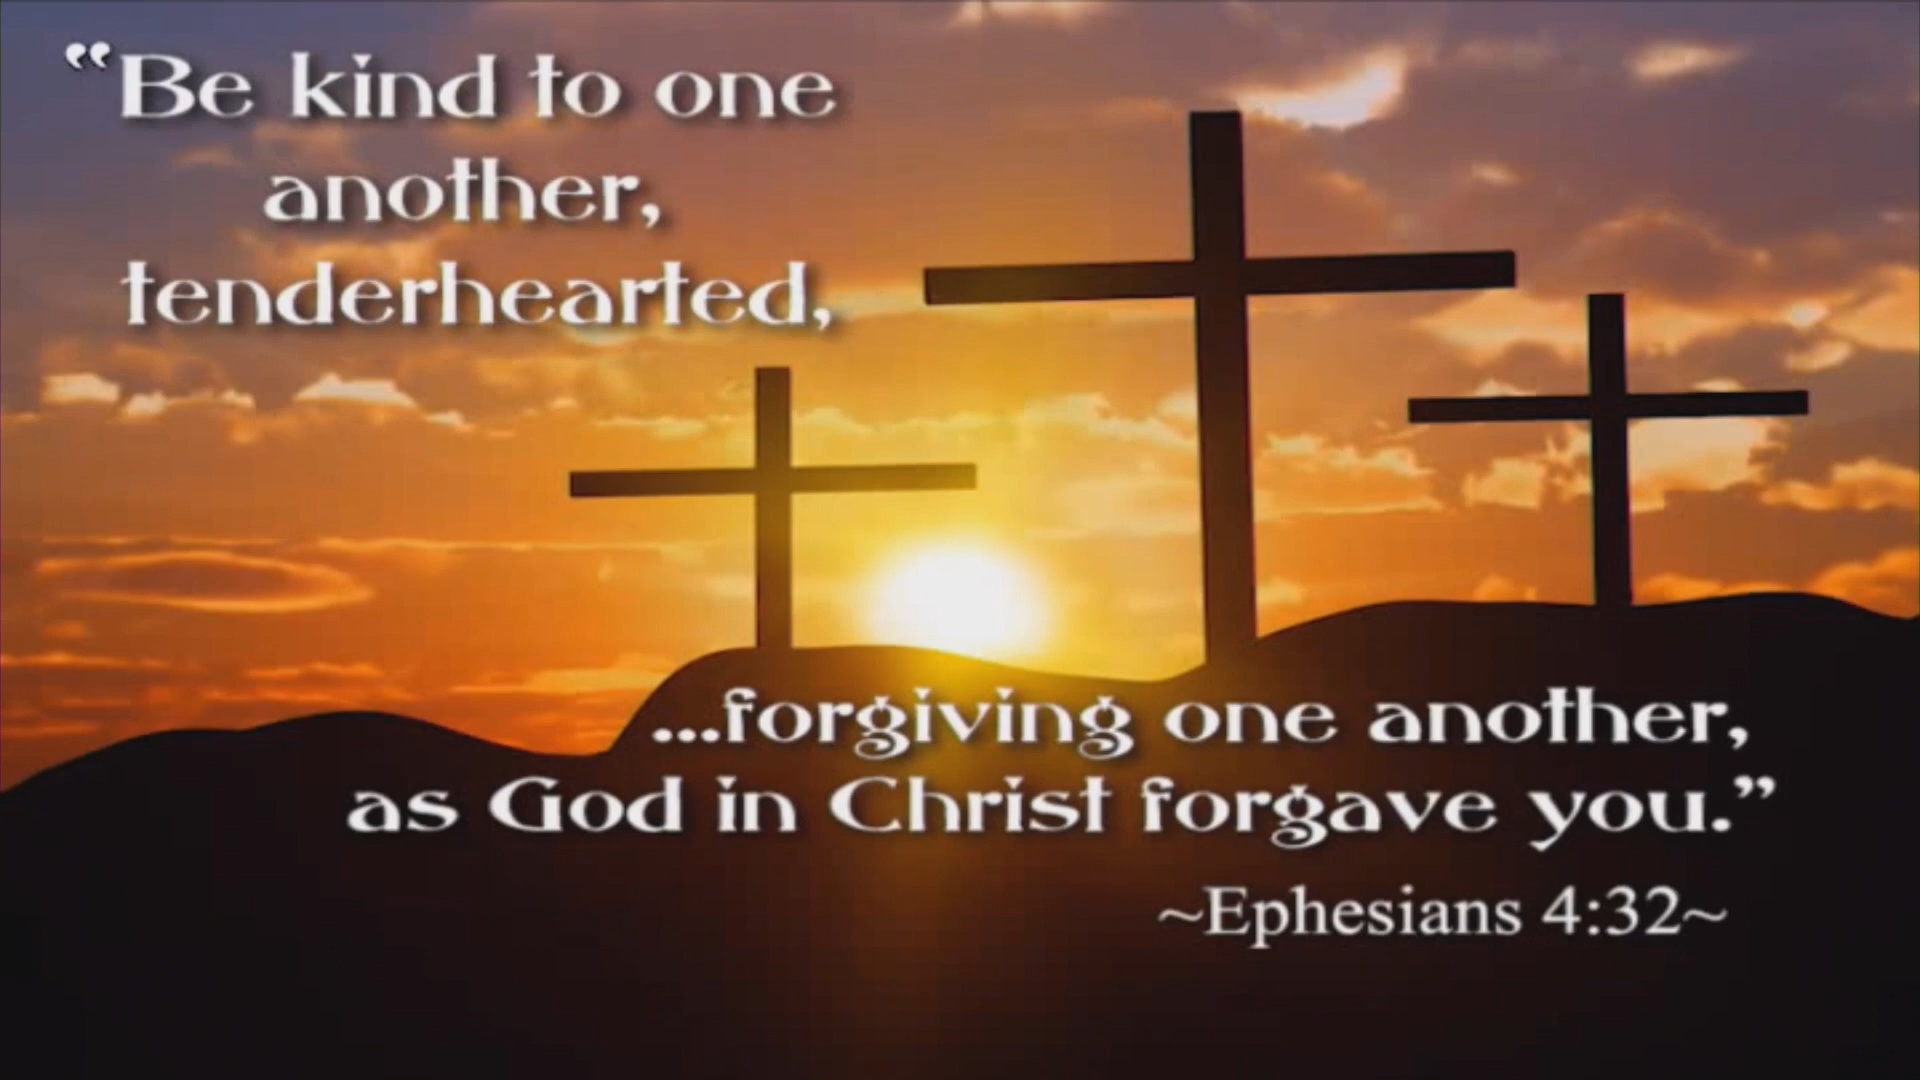 “Be kind to one
another,
tenderhearted,
...forgiving one another,
as God in Christ forgave you.”
~Ephesians 4:32~